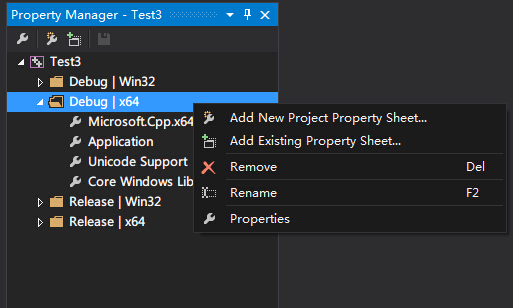 Property Manager - Test3
Test3
Debug | Win32
Debug | x64
Microsoft.Cpp.x64
Application
Unicode Support
Core Windows Lib
Release | Win32
Release | x64
Add New Project Property Sheet...
Add Existing Property Sheet...
Remove Del
Rename F2
Properties